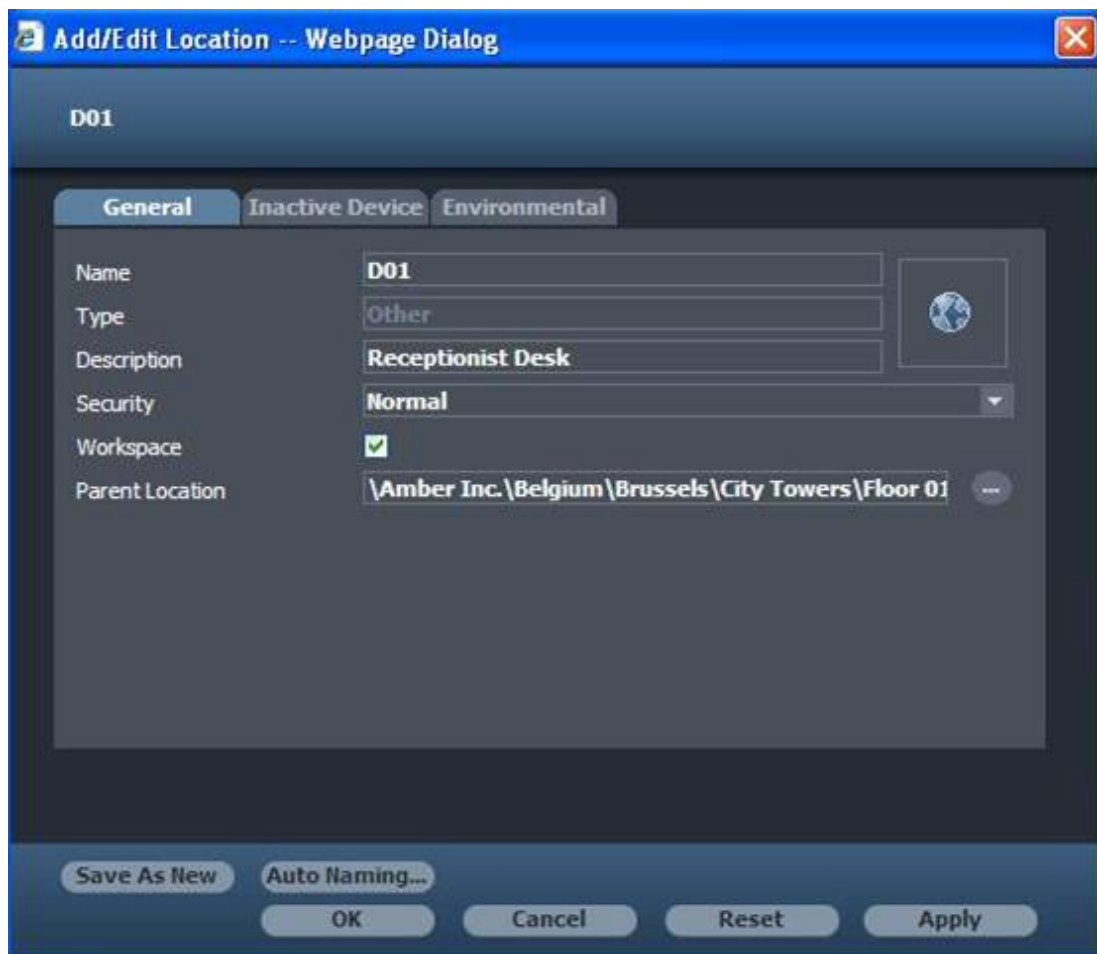 Add/Edit Location -- Webpage Dialog
D01
General Inactive Device Environmental
Name D01
Type Other
Description Receptionist Desk
Security Normal
Workspace
Parent Location \Amber Inc.\Belgium\Brussels\City Towers\Floor 01 ...
Save As New Auto Naming...
OK Cancel Reset Apply